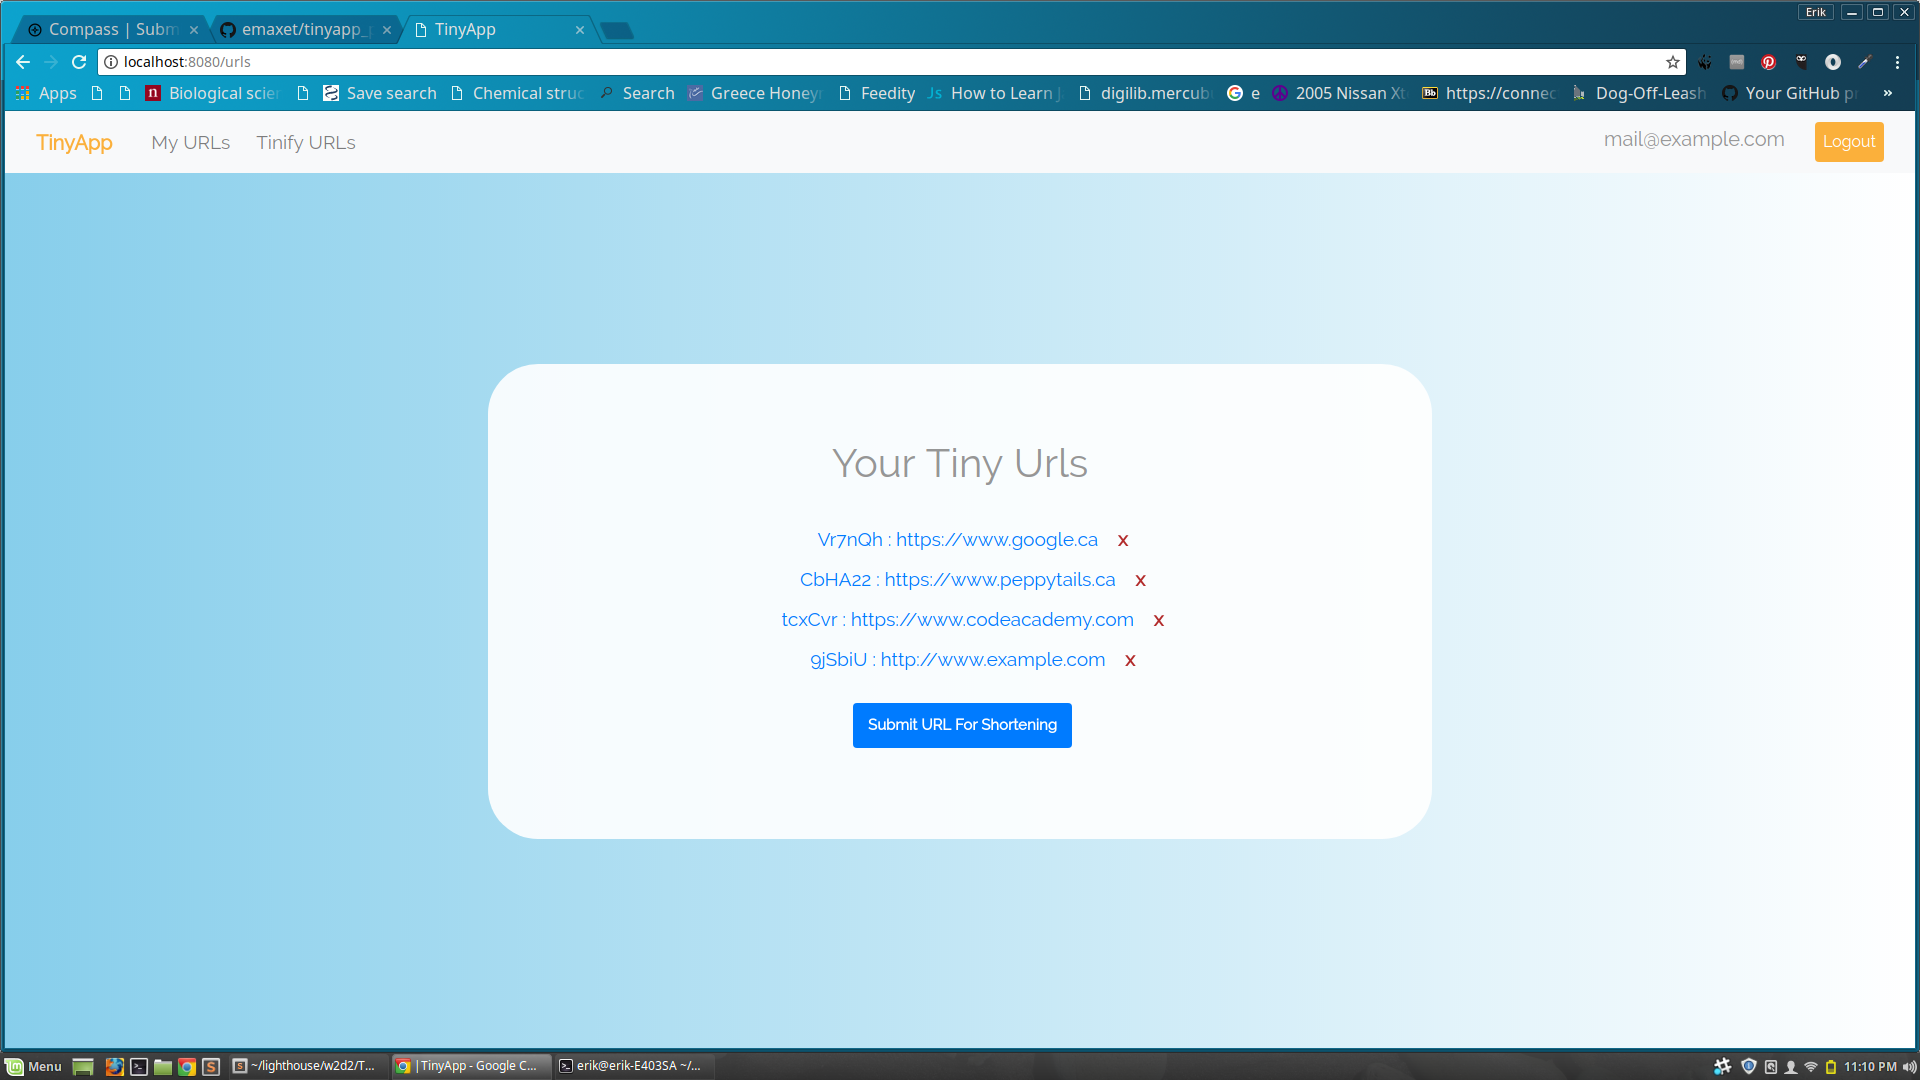 Erik
Compass | Subm
emaxet/tinyapp_p
TinyApp
localhost:8080/urls
Apps
Biological scie
Save search
Chemical struc
Search
Greece Honey
Feedity
Js How to Learn
digilib.mercub
e
2005 Nissan Xt
https://connec
Dog-Off-Leash
Your GitHub p
»
TinyApp
My URLs
Tinify URLs
mail@example.com
Logout
Your Tiny Urls
Vr7nQh : https://www.google.ca x
CbHA22 : https://www.peppytails.ca x
tcxCvr : https://www.codeacademy.com x
9jSbiU : http://www.example.com x
Submit URL For Shortening
Menu
~/lighthouse/w2d2/T...
| TinyApp - Google C...
erik@erik-E403SA ~/...
11:10 PM